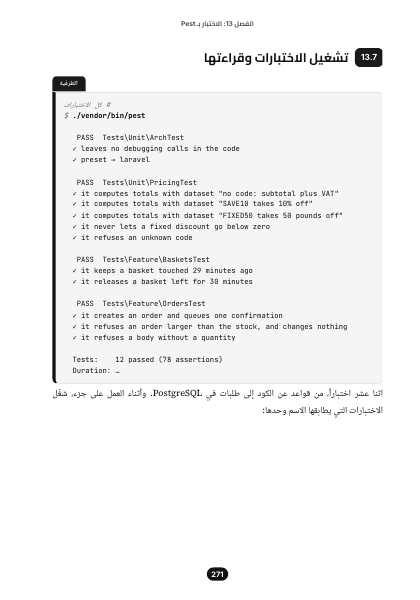 الفصل 13: الاختبار بـ Pest
13.7 تشغيل الاختبارات وقراءتها
الطرفية
# كل الاختبارات
$ ./vendor/bin/pest
PASS Tests\Unit\ArchTest
✓ leaves no debugging calls in the code
✓ preset → laravel
PASS Tests\Unit\PricingTest
✓ it computes totals with dataset "no code: subtotal plus VAT"
✓ it computes totals with dataset "SAVE10 takes 10% off"
✓ it computes totals with dataset "FIXED50 takes 50 pounds off"
✓ it never lets a fixed discount go below zero
✓ it refuses an unknown code
PASS Tests\Feature\BasketsTest
✓ it keeps a basket touched 29 minutes ago
✓ it releases a basket left for 30 minutes
PASS Tests\Feature\OrdersTest
✓ it creates an order and queues one confirmation
✓ it refuses an order larger than the stock, and changes nothing
✓ it refuses a body without a quantity
Tests: 12 passed (78 assertions)
Duration: …
اثنا عشر اختباراً، من قواعد عن الكود إلى طلبات في PostgreSQL. وأثناء العمل على جزء، شغّل
الاختبارات التي يطابقها الاسم وحدها:
271